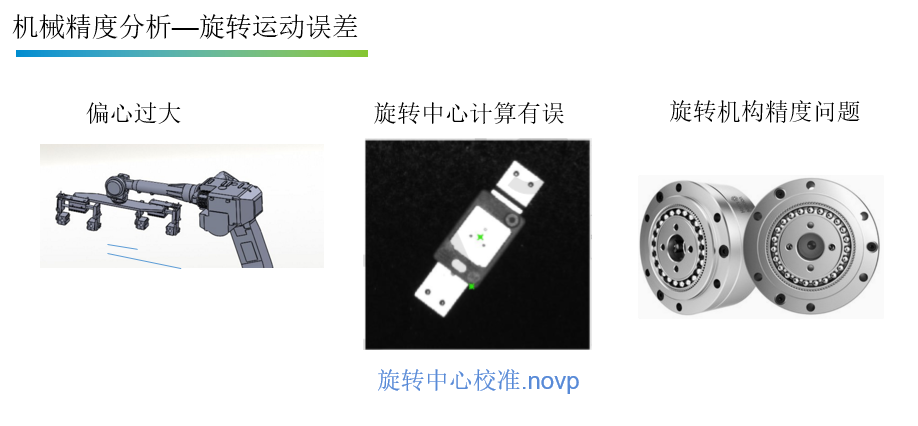 机械精度分析—旋转运动误差
偏心过大
旋转中心计算有误
旋转机构精度问题
旋转中心校准.novp